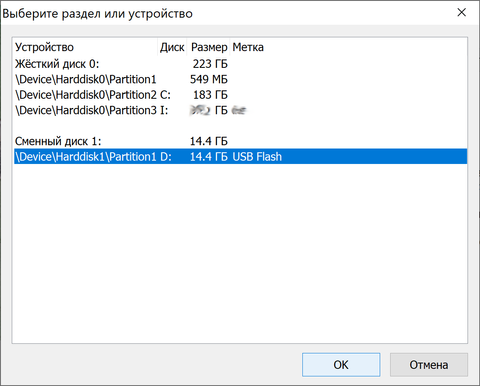 Выберите раздел или устройство
Устройство Диск Размер Метка
Жёсткий диск 0: 223 ГБ
\Device\Harddisk0\Partition1 549 МБ
\Device\Harddisk0\Partition2 C: 183 ГБ
\Device\Harddisk0\Partition3 I: ГБ
Сменный диск 1: 14.4 ГБ
\Device\Harddisk1\Partition1 D: 14.4 ГБ USB Flash
OK Отмена